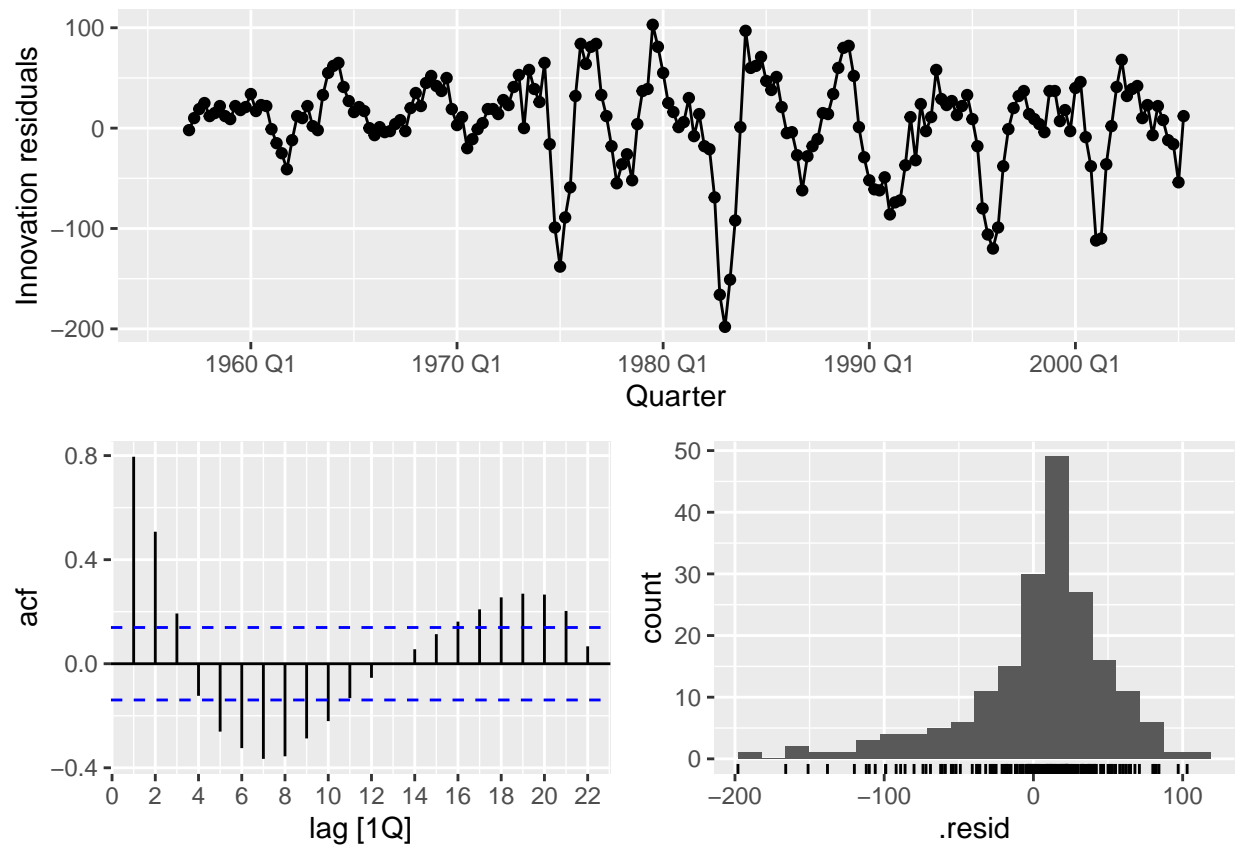 Innovation residuals
100
0
−100
−200
1960 Q1 1970 Q1 1980 Q1 1990 Q1 2000 Q1
Quarter
acf
0.8
0.4
0.0
−0.4
0 2 4 6 8 10 12 14 16 18 20 22
lag [1Q]
count
50
40
30
20
10
0
−200 −100 0 100
.resid